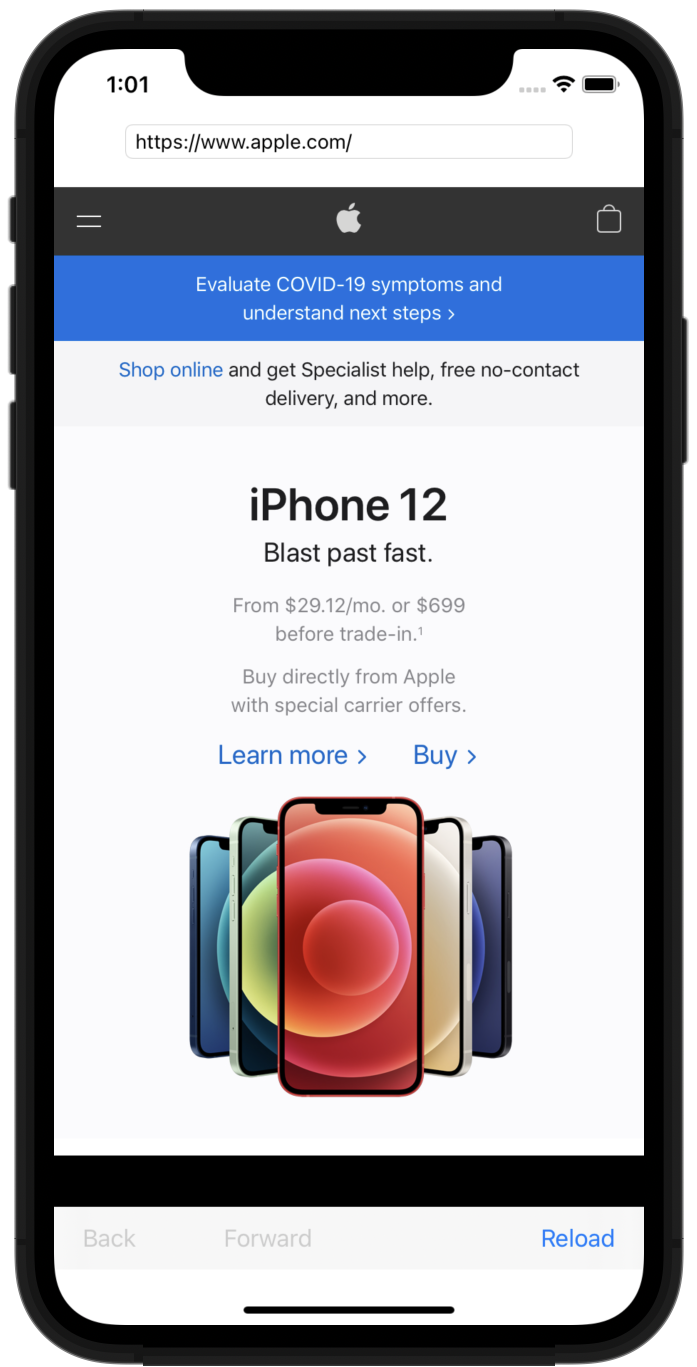 1:01
https://www.apple.com/
Evaluate COVID-19 symptoms and
understand next steps ›
Shop online and get Specialist help, free no-contact
delivery, and more.
iPhone 12
Blast past fast.
From $29.12/mo. or $699
before trade-in.¹
Buy directly from Apple
with special carrier offers.
Learn more › Buy ›
Back Forward Reload